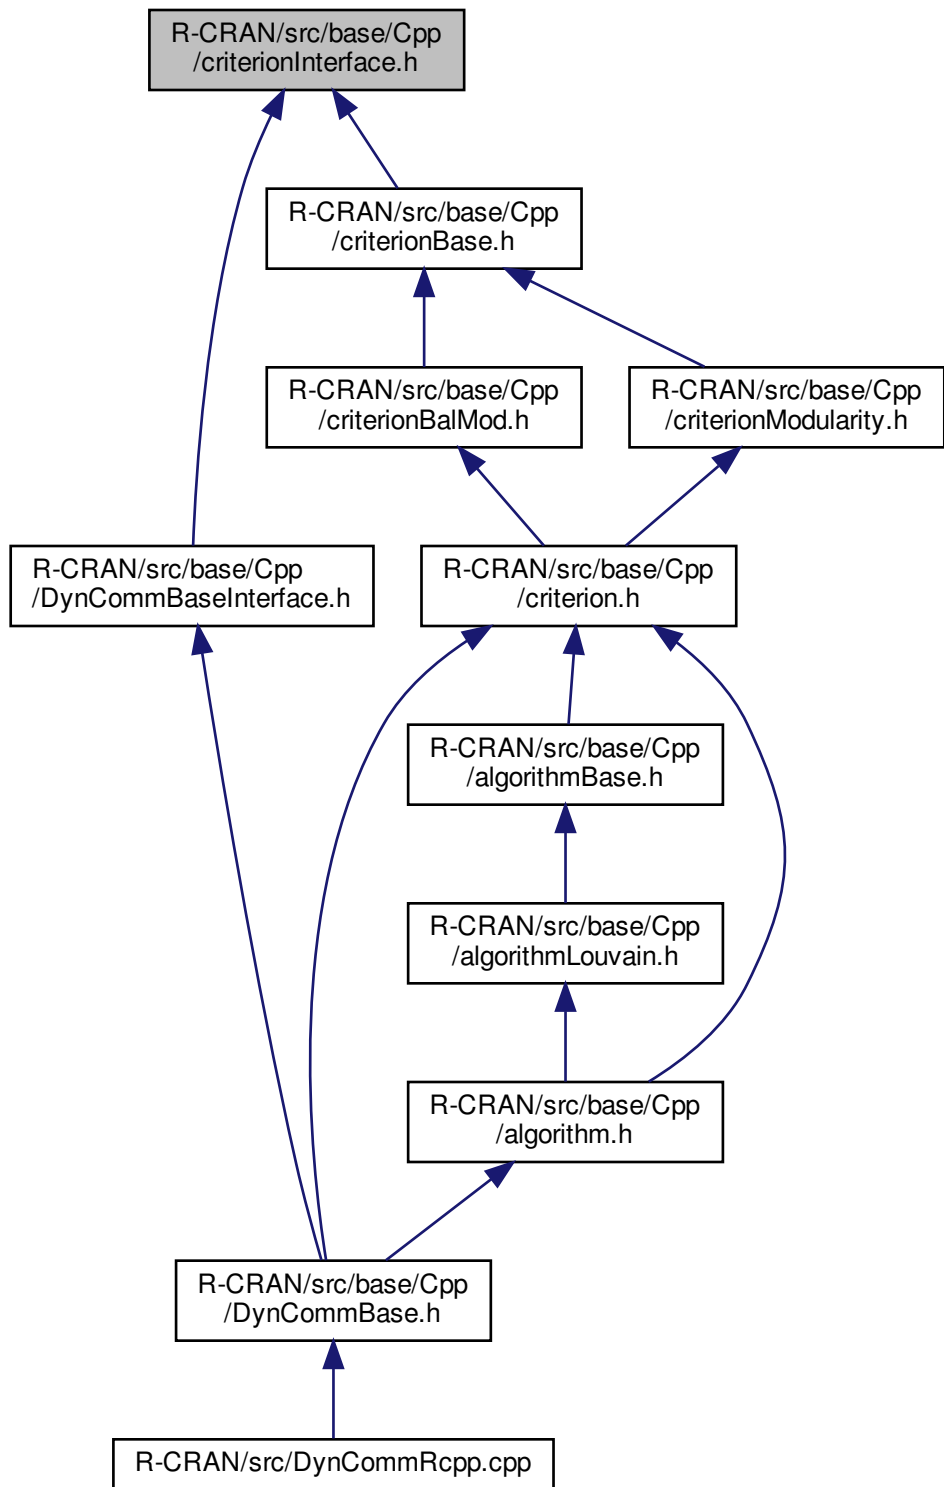 R-CRAN/src/base/Cpp
/criterionInterface.h
R-CRAN/src/base/Cpp
/criterionBase.h
R-CRAN/src/base/Cpp
/criterionBalMod.h
R-CRAN/src/base/Cpp
/criterionModularity.h
R-CRAN/src/base/Cpp
/DynCommBaseInterface.h
R-CRAN/src/base/Cpp
/criterion.h
R-CRAN/src/base/Cpp
/algorithmBase.h
R-CRAN/src/base/Cpp
/algorithmLouvain.h
R-CRAN/src/base/Cpp
/algorithm.h
R-CRAN/src/base/Cpp
/DynCommBase.h
R-CRAN/src/DynCommRcpp.cpp